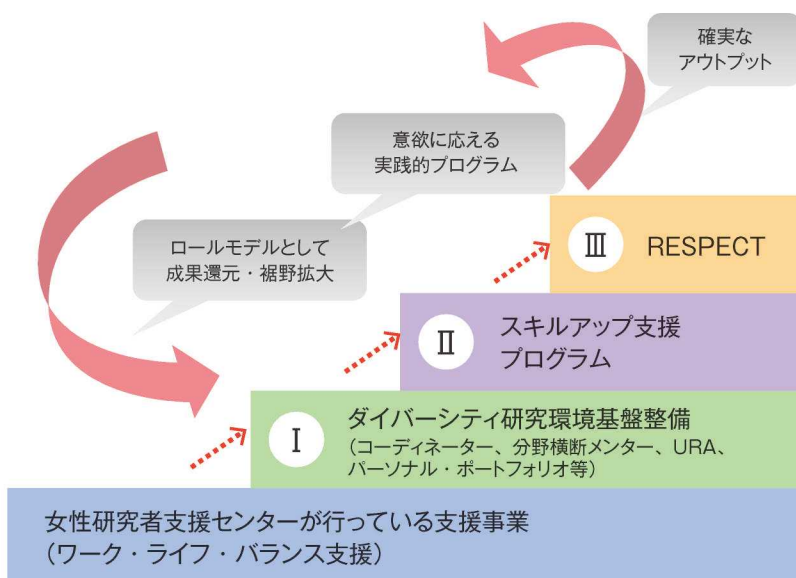 確実な
アウトプット
意欲に応える
実践的プログラム
ロールモデルとして
成果還元・裾野拡大
Ⅲ RESPECT
Ⅱ スキルアップ支援
プログラム
Ⅰ ダイバーシティ研究環境基盤整備
（コーディネーター、分野横断メンター、URA、
パーソナル・ポートフォリオ等）
女性研究者支援センターが行っている支援事業
（ワーク・ライフ・バランス支援）